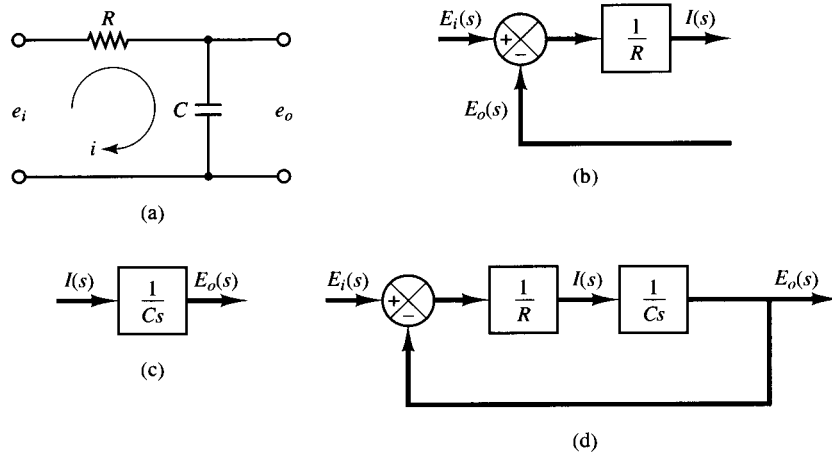 R
e_i
C
e_o
i
(a)
E_i(s)
+
−
1/R
I(s)
E_o(s)
(b)
I(s)
1/Cs
E_o(s)
(c)
E_i(s)
+
−
1/R
I(s)
1/Cs
E_o(s)
(d)